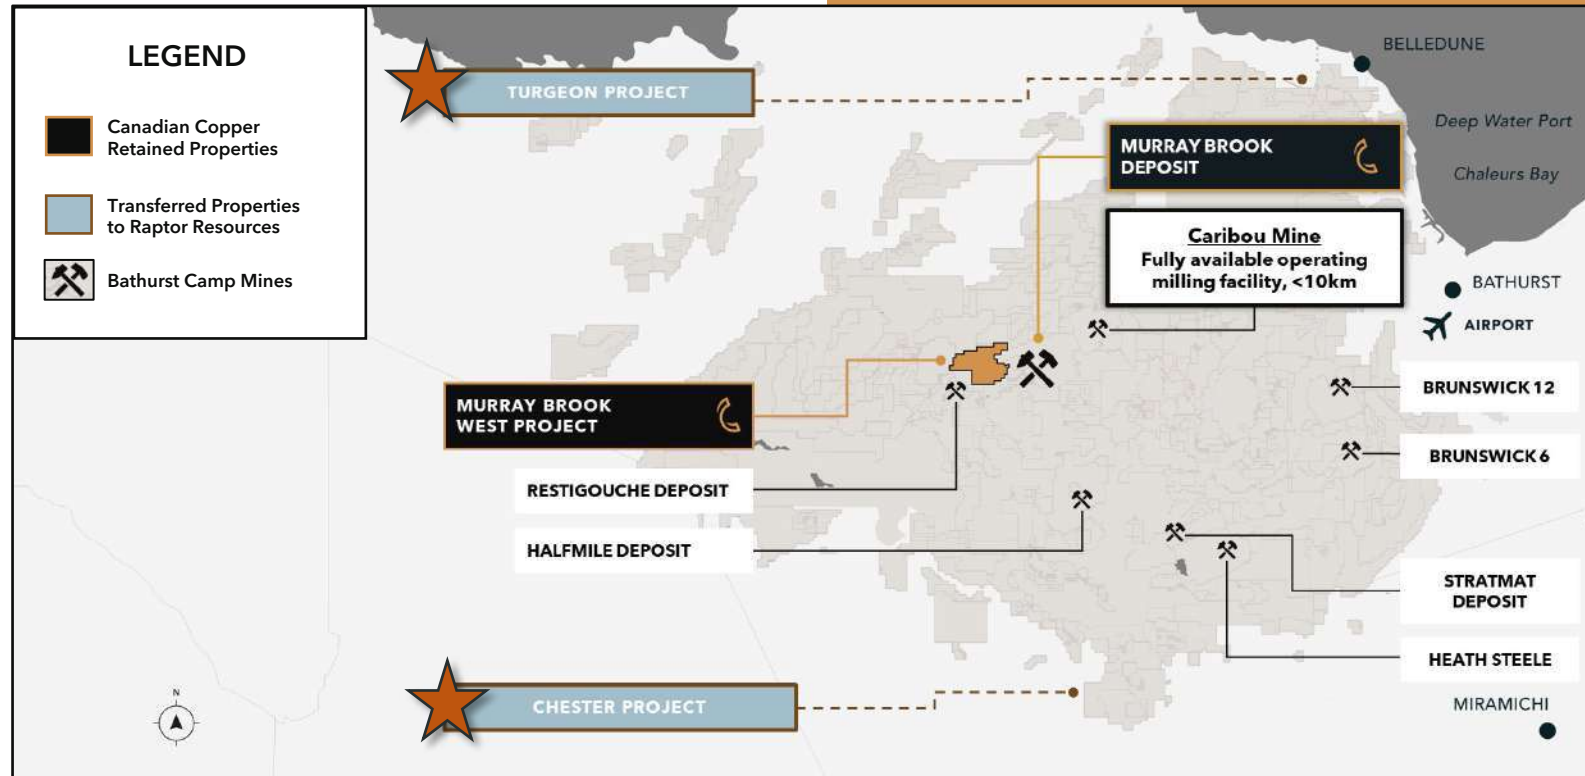 LEGEND
Canadian Copper
Retained Properties
Transferred Properties
to Raptor Resources
Bathurst Camp Mines
TURGEON PROJECT
BELLEDUNE
Deep Water Port
Chaleurs Bay
MURRAY BROOK
DEPOSIT
Caribou Mine
Fully available operating
milling facility, <10km
BATHURST
AIRPORT
MURRAY BROOK
WEST PROJECT
BRUNSWICK 12
BRUNSWICK 6
RESTIGOUCHE DEPOSIT
HALFMILE DEPOSIT
STRATMAT
DEPOSIT
HEATH STEELE
CHESTER PROJECT
MIRAMICHI
N